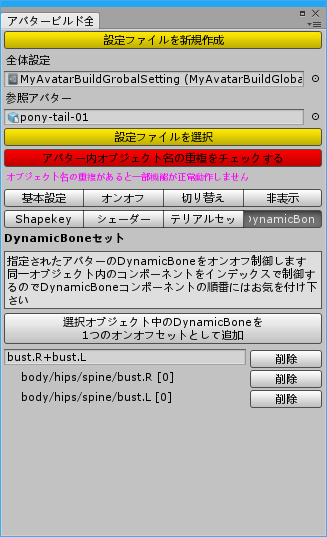 アバタービルド全
設定ファイルを新規作成
全体設定
MyAvatarBuildGrobalSetting (MyAvatarBuildGloba
参照アバター
pony-tail-01
設定ファイルを選択
アバター内オブジェクト名の重複をチェックする
オブジェクト名の重複があると一部機能が正常動作しません
基本設定 オンオフ 切り替え 非表示
Shapekey シェーダー テリアルセッ DynamicBon
DynamicBoneセット
指定されたアバターのDynamicBoneをオンオフ制御します
同一オブジェクト内のコンポーネントをインデックスで制御す
るのでDynamicBoneコンポーネントの順番にはお気を付け下
さい
選択オブジェクト中のDynamicBoneを
1つのオンオフセットとして追加
bust.R+bust.L 削除
body/hips/spine/bust.R [0] 削除
body/hips/spine/bust.L [0] 削除